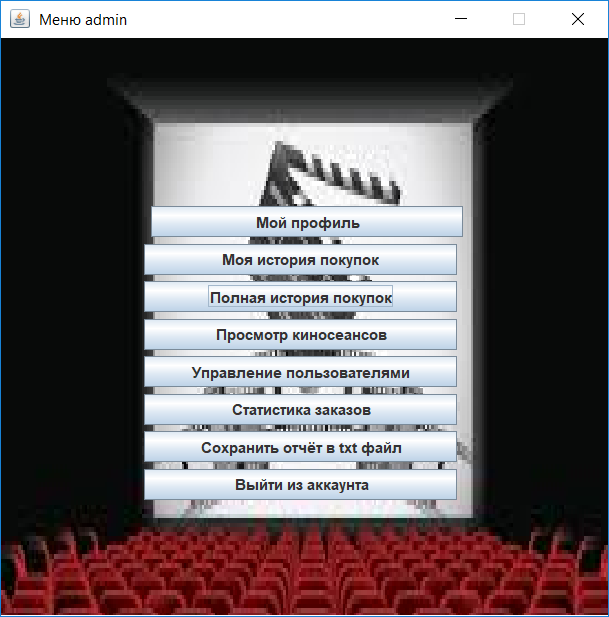 Меню admin
Мой профиль
Моя история покупок
Полная история покупок
Просмотр киносеансов
Управление пользователями
Статистика заказов
Сохранить отчёт в txt файл
Выйти из аккаунта